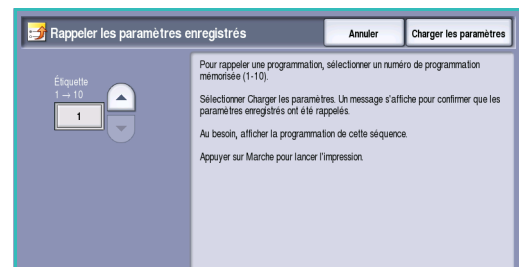 Rappeler les paramètres enregistrés
Annuler
Charger les paramètres
Étiquette
1 → 10
1
Pour rappeler une programmation, sélectionner un numéro de programmation
mémorisée (1-10).
Sélectionner Charger les paramètres. Un message s'affiche pour confirmer que les
paramètres enregistrés ont été rappelés.
Au besoin, afficher la programmation de cette séquence.
Appuyer sur Marche pour lancer l'impression.